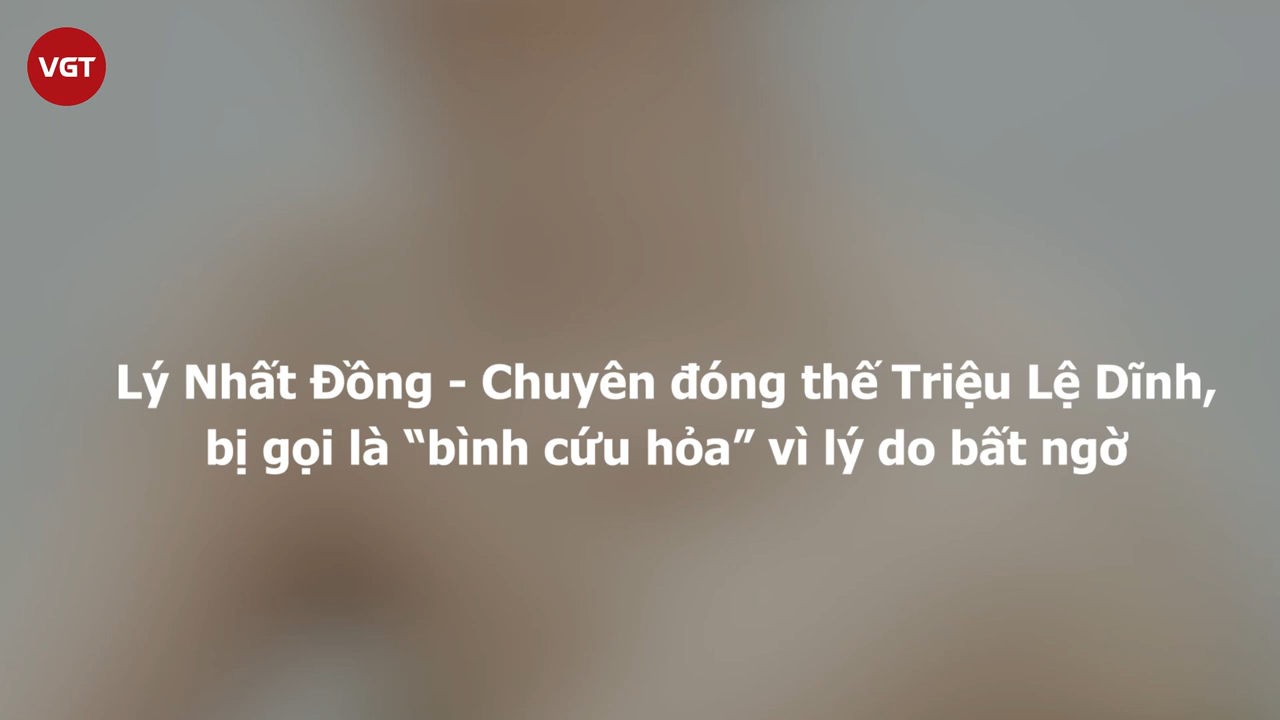 VGT
Lý Nhất Đồng - Chuyên đóng thế Triệu Lệ Dĩnh,
bị gọi là “bình cứu hỏa” vì lý do bất ngờ